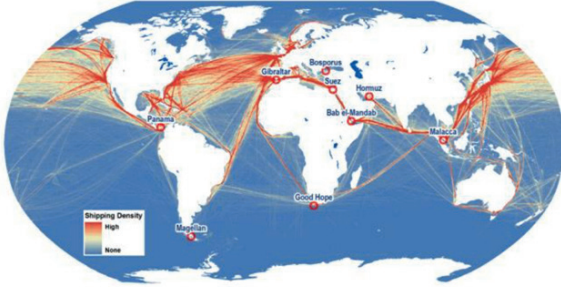 Bosporus
Gibraltar
Suez
Hormuz
Panama
Bab el-Mandab
Malacca
Good Hope
Magellan
Shipping Density
High
None